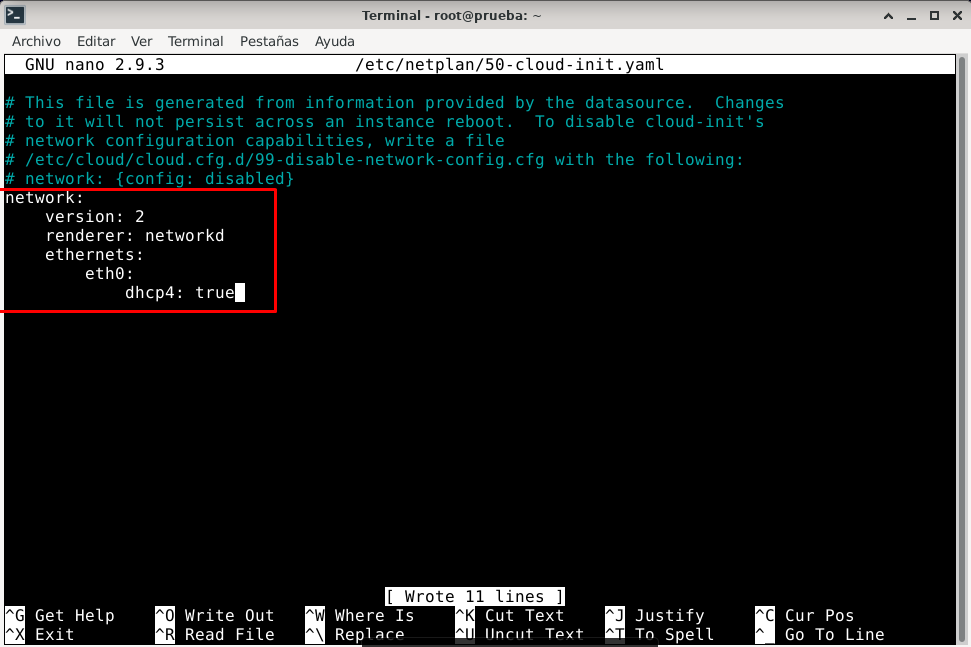 Terminal - root@prueba: ~
Archivo Editar Ver Terminal Pestañas Ayuda
GNU nano 2.9.3 /etc/netplan/50-cloud-init.yaml
# This file is generated from information provided by the datasource.  Changes
# to it will not persist across an instance reboot.  To disable cloud-init's
# network configuration capabilities, write a file
# /etc/cloud/cloud.cfg.d/99-disable-network-config.cfg with the following:
# network: {config: disabled}
network:
    version: 2
    renderer: networkd
    ethernets:
        eth0:
            dhcp4: true
[ Wrote 11 lines ]
^G Get Help ^O Write Out ^W Where Is ^K Cut Text ^J Justify ^C Cur Pos
^X Exit ^R Read File ^\ Replace ^U Uncut Text ^T To Spell ^_ Go To Line